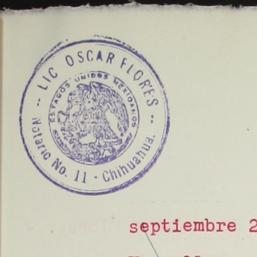 -- LIC OSCAR FLORES --
ESTADOS UNIDOS MEXICANOS
Notario No. 11 - Chihuahua.
septiembre 2